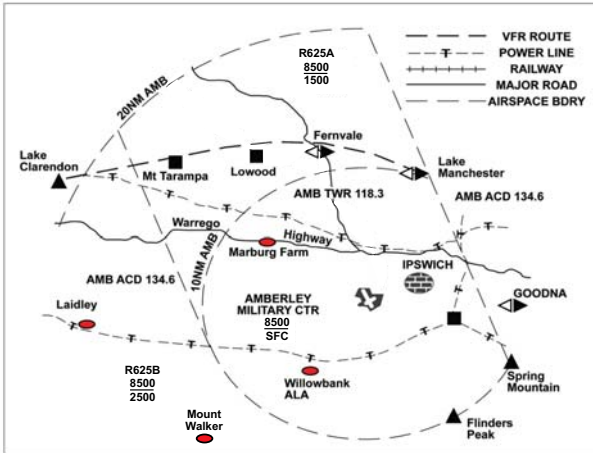 R625A
8500
1500
VFR ROUTE
POWER LINE
RAILWAY
MAJOR ROAD
AIRSPACE BDRY
20NM AMB
Fernvale
Lake
Clarendon
Mt Tarampa
Lowood
Lake
Manchester
AMB TWR 118.3
AMB ACD 134.6
Warrego
Highway
Marburg Farm
10NM AMB
AMB ACD 134.6
IPSWICH
Laidley
AMBERLEY
MILITARY CTR
8500
SFC
GOODNA
R625B
8500
2500
Willowbank
ALA
Spring
Mountain
Mount
Walker
Flinders
Peak